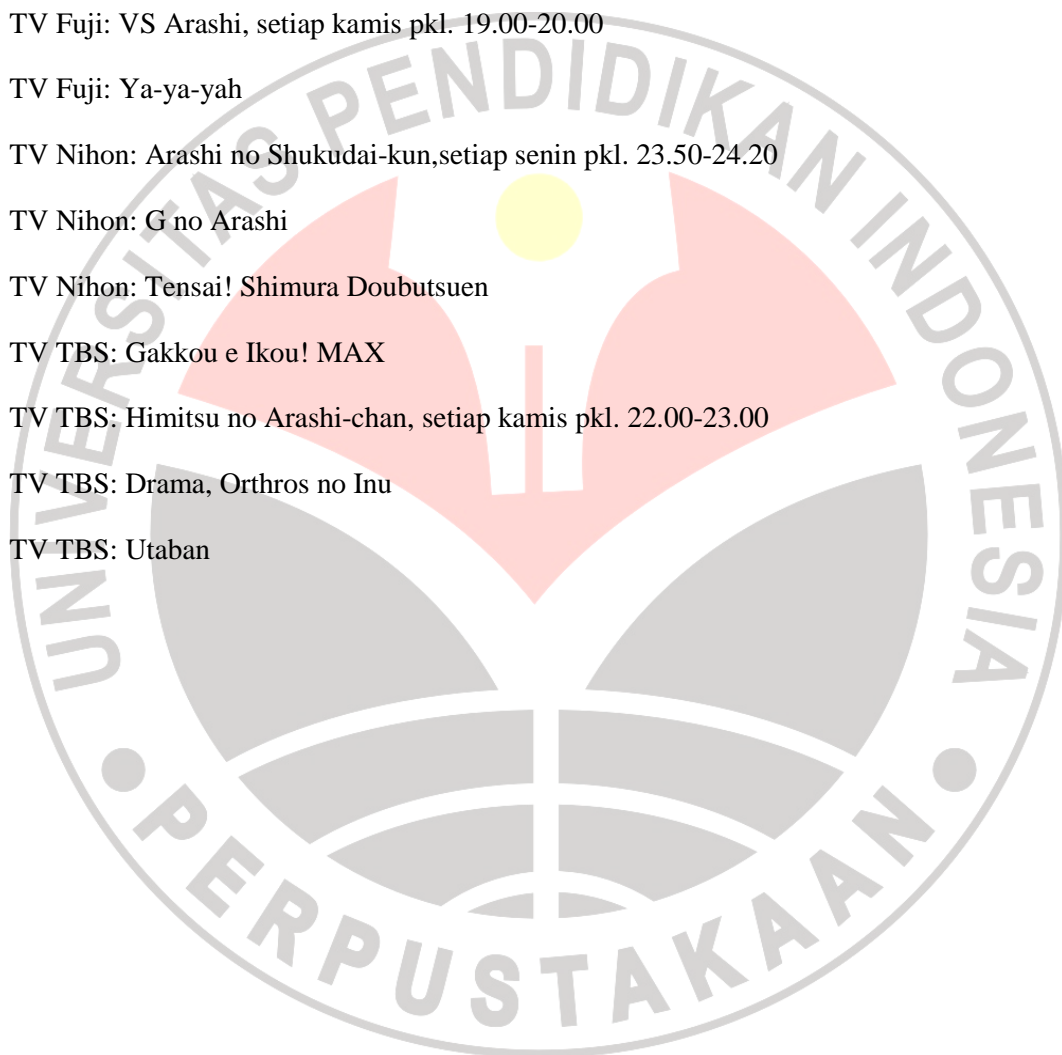 TV Fuji: VS Arashi, setiap kamis pkl. 19.00-20.00
TV Fuji: Ya-ya-yah
TV Nihon: Arashi no Shukudai-kun,setiap senin pkl. 23.50-24.20
TV Nihon: G no Arashi
TV Nihon: Tensai! Shimura Doubutsuen
TV TBS: Gakkou e Ikou! MAX
TV TBS: Himitsu no Arashi-chan, setiap kamis pkl. 22.00-23.00
TV TBS: Drama, Orthros no Inu
TV TBS: Utaban
UNIVERSITAS PENDIDIKAN INDONESIA
PERPUSTAKAAN